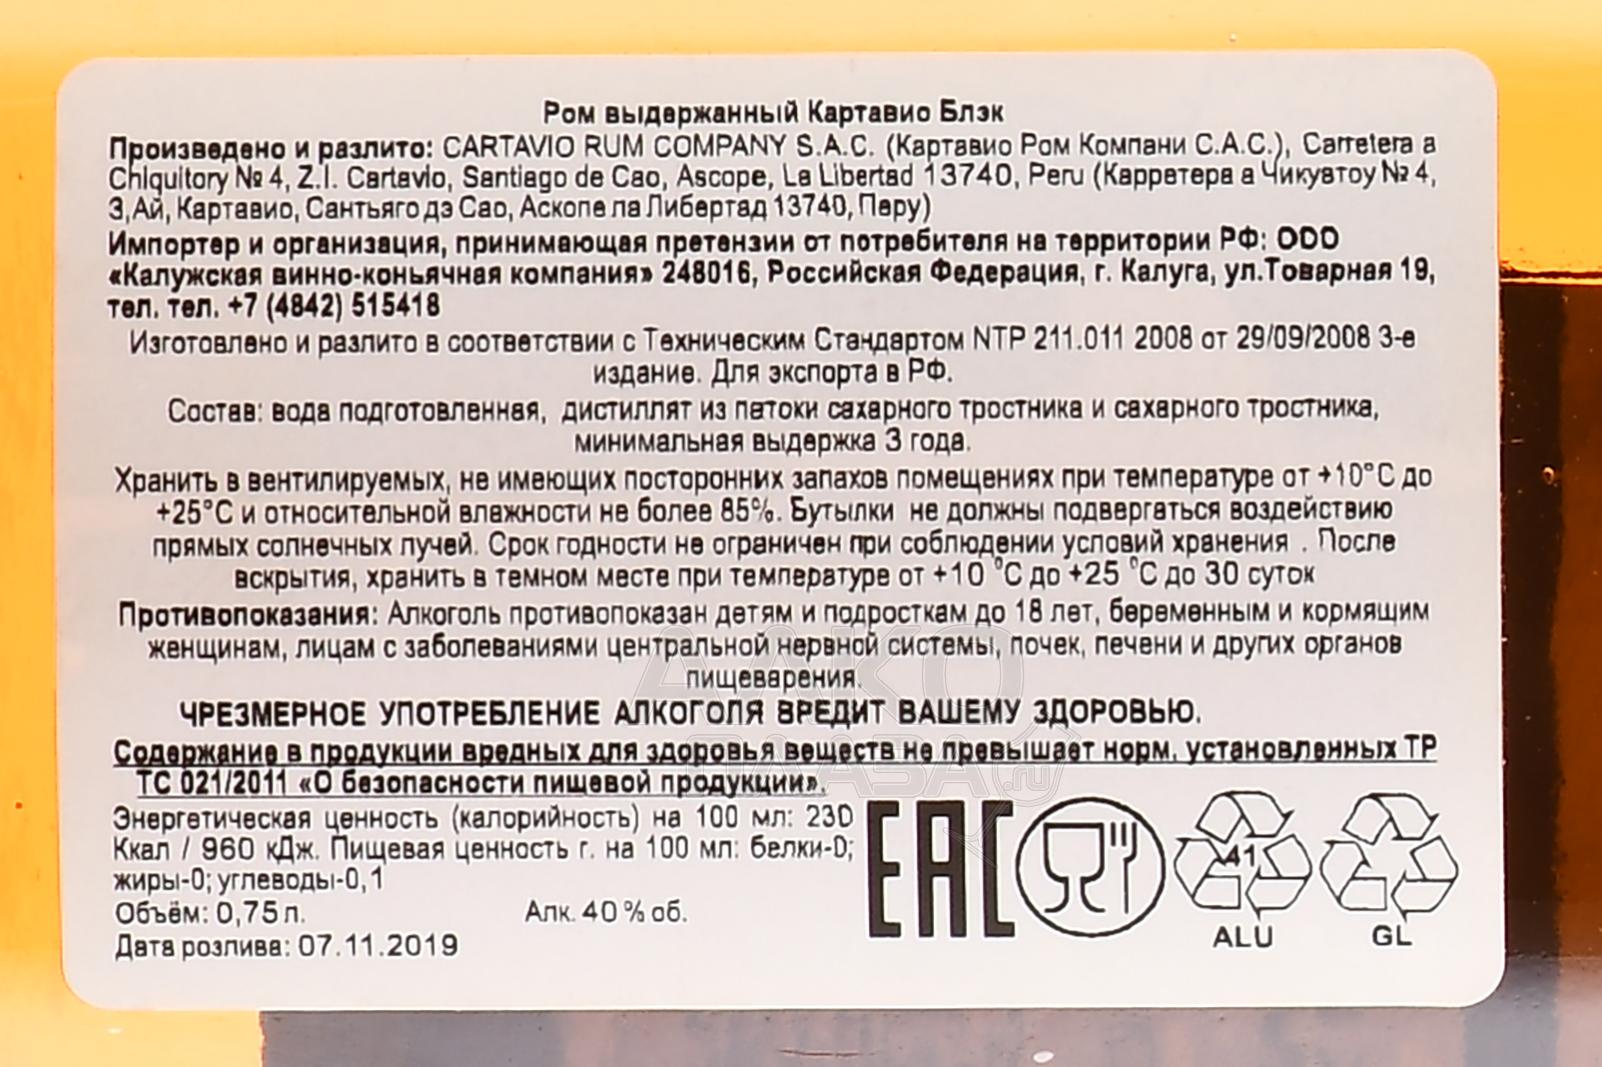 Ром выдержанный Картавио Блэк
Произведено и разлито: CARTAVIO RUM COMPANY S.A.C. (Картавио Ром Компани С.А.С.), Carretera a
Chiquitory № 4, Z.I. Cartavio, Santiago de Cao, Ascope, La Libertad 13740, Peru (Карретера а Чикуатоу № 4,
З,Ай, Картавио, Сантьяго дэ Сао, Аскопе ла Либертад 13740, Перу)
Импортер и организация, принимающая претензии от потребителя на территории РФ: ООО
«Калужская винно-коньячная компания» 248016, Российская Федерация, г. Калуга, ул.Товарная 19,
тел. тел. +7 (4842) 515418
Изготовлено и разлито в соответствии с Техническим Стандартом NTP 211.011 2008 от 29/09/2008 3-е
издание. Для экспорта в РФ.
Состав: вода подготовленная, дистиллят из патоки сахарного тростника и сахарного тростника,
минимальная выдержка 3 года.
Хранить в вентилируемых, не имеющих посторонних запахов помещениях при температуре от +10°С до
+25°С и относительной влажности не более 85%. Бутылки не должны подвергаться воздействию
прямых солнечных лучей. Срок годности не ограничен при соблюдении условий хранения . После
вскрытия, хранить в темном месте при температуре от +10 °С до +25 °С до 30 суток
Противопоказания: Алкоголь противопоказан детям и подросткам до 18 лет, беременным и кормящим
женщинам, лицам с заболеваниями центральной нервной системы, почек, печени и других органов
пищеварения.
ЧРЕЗМЕРНОЕ УПОТРЕБЛЕНИЕ АЛКОГОЛЯ ВРЕДИТ ВАШЕМУ ЗДОРОВЬЮ.
Содержание в продукции вредных для здоровья веществ не превышает норм, установленных ТР
ТС 021/2011 «О безопасности пищевой продукции».
Энергетическая ценность (калорийность) на 100 мл: 230
Ккал / 960 кДж. Пищевая ценность г. на 100 мл: белки-0;
жиры-0; углеводы-0,1
Объём: 0,75 л. Алк. 40 % об.
Дата розлива: 07.11.2019
ЕАС
41
ALU
GL
АЛКО
ПЛАЗА.ru